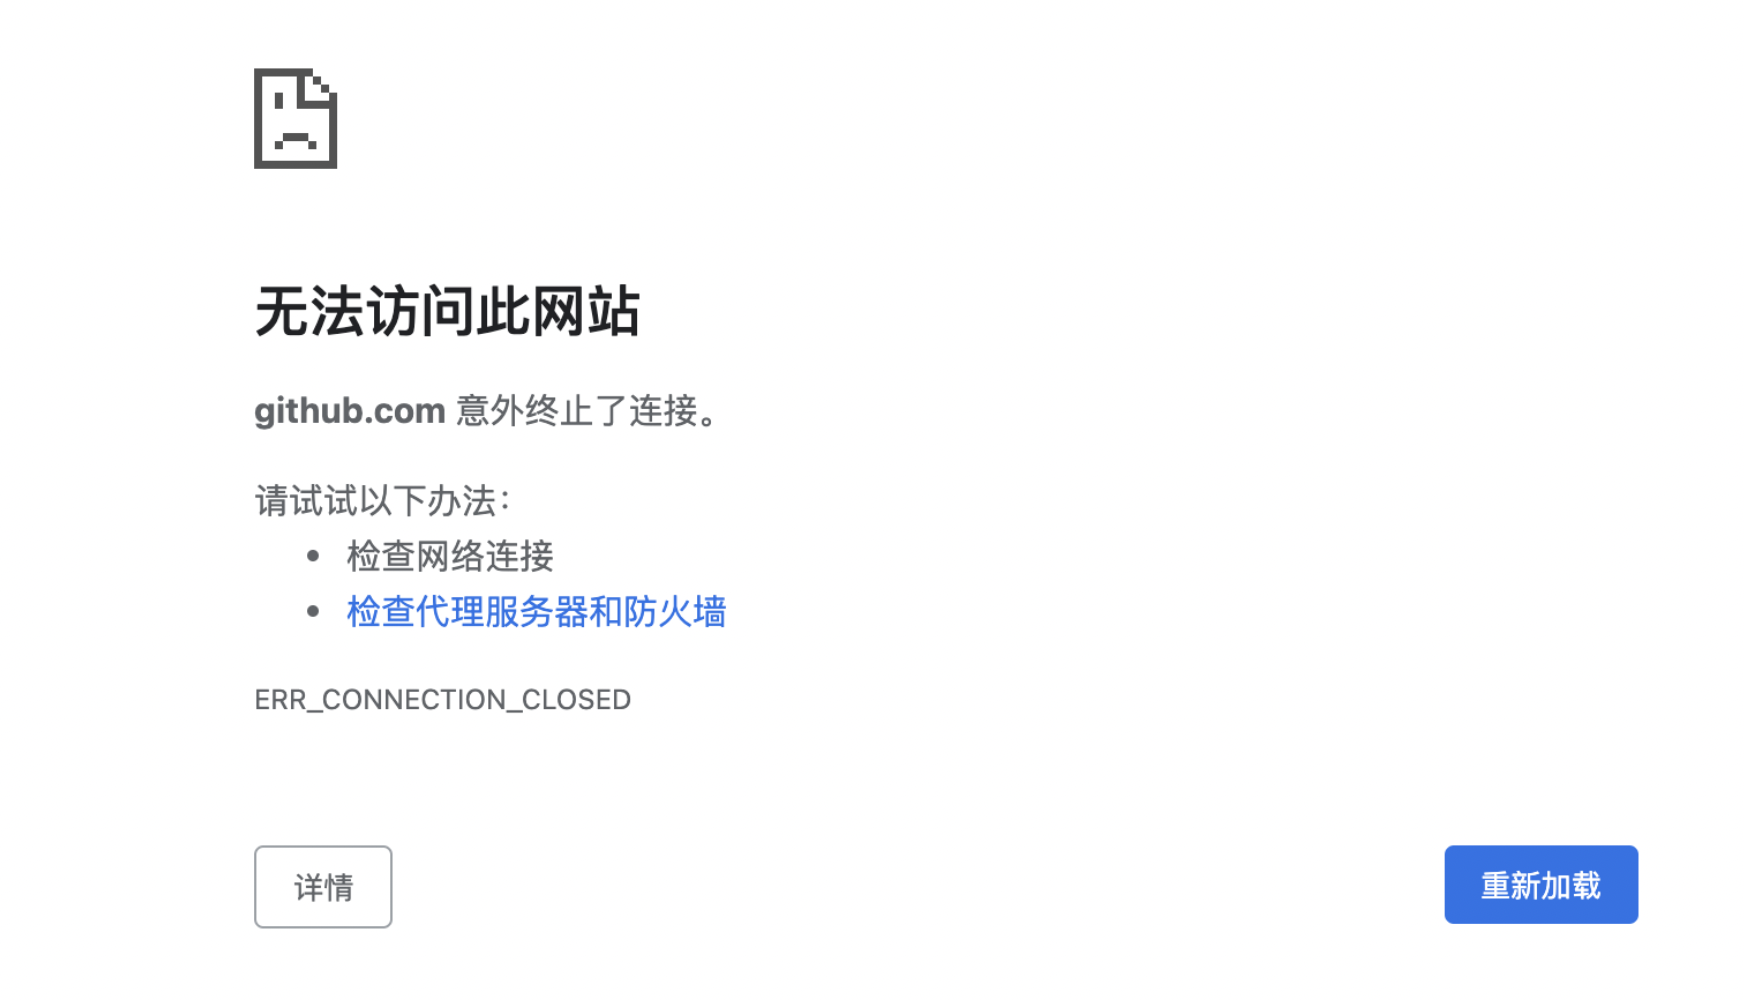 无法访问此网站
github.com 意外终止了连接。
请试试以下办法：
• 检查网络连接
• 检查代理服务器和防火墙
ERR_CONNECTION_CLOSED
详情
重新加载